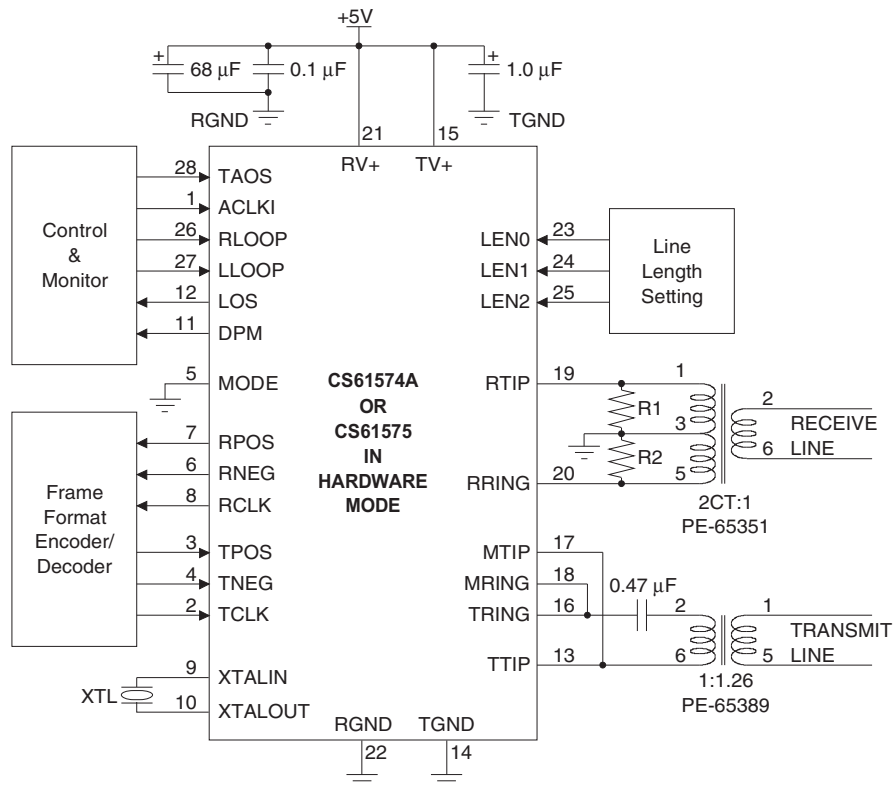 +5V
+
68 μF
0.1 μF
+
1.0 μF
RGND
TGND
21
15
RV+
TV+
Control
&
Monitor
28
TAOS
1
ACLKI
26
RLOOP
27
LLOOP
12
LOS
11
DPM
5
MODE
Frame
Format
Encoder/
Decoder
7
RPOS
6
RNEG
8
RCLK
3
TPOS
4
TNEG
2
TCLK
XTL
9
XTALIN
10
XTALOUT
CS61574A
OR
CS61575
IN
HARDWARE
MODE
RGND
TGND
22
14
LEN0
23
LEN1
24
LEN2
25
Line
Length
Setting
RTIP
19
RRING
20
R1
R2
1
3
5
2
6
RECEIVE
LINE
2CT:1
PE-65351
MTIP
17
MRING
18
TRING
16
TTIP
13
0.47 μF
2
6
1
5
TRANSMIT
LINE
1:1.26
PE-65389